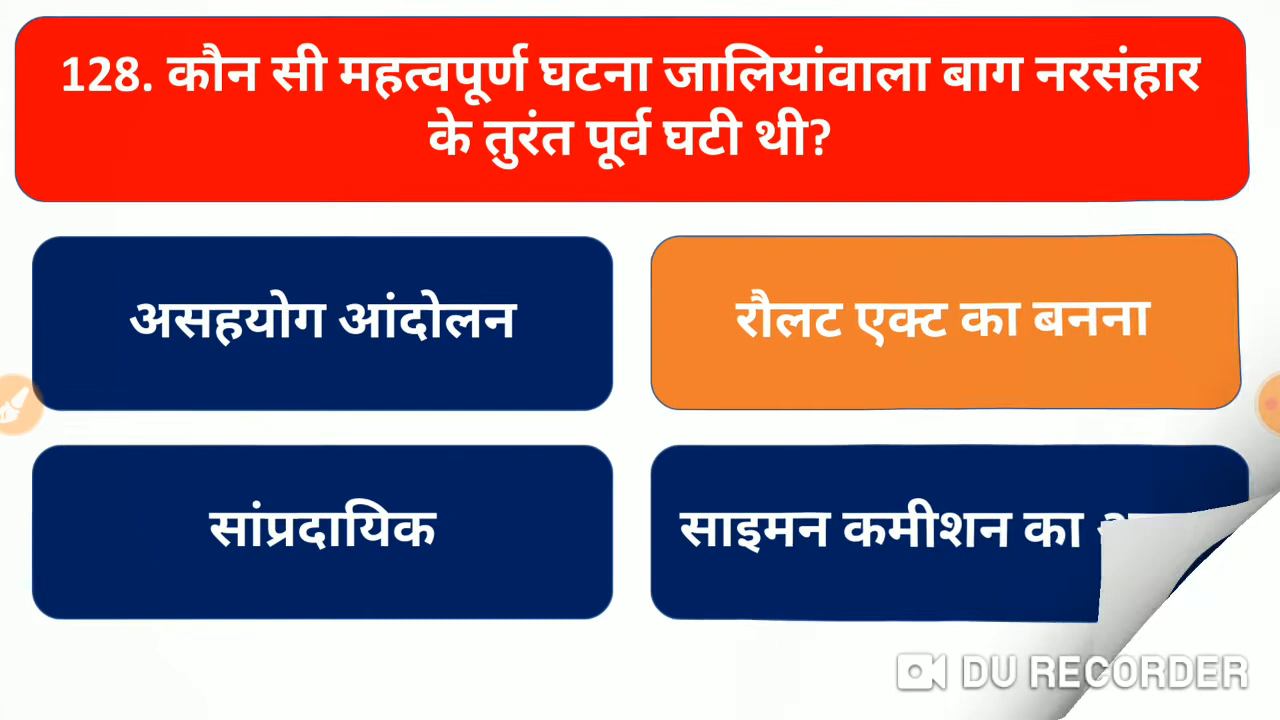 128. कौन सी महत्वपूर्ण घटना जालियांवाला बाग नरसंहार
के तुरंत पूर्व घटी थी?
असहयोग आंदोलन
रौलट एक्ट का बनना
सांप्रदायिक
साइमन कमीशन का
DU RECORDER